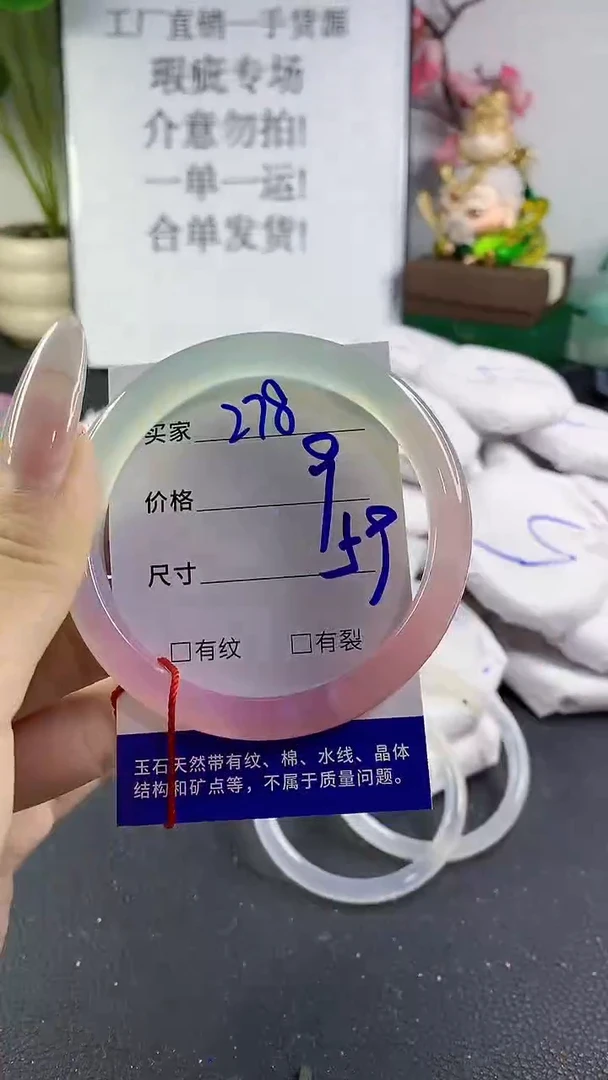 工厂直销一手货源
瑕疵专场
介意勿拍!
一单一运!
合单发货!
买家 278
价格 9
尺寸 59
□有纹 □有裂
玉石天然带有纹、棉、水线、晶体
结构和矿点等，不属于质量问题。